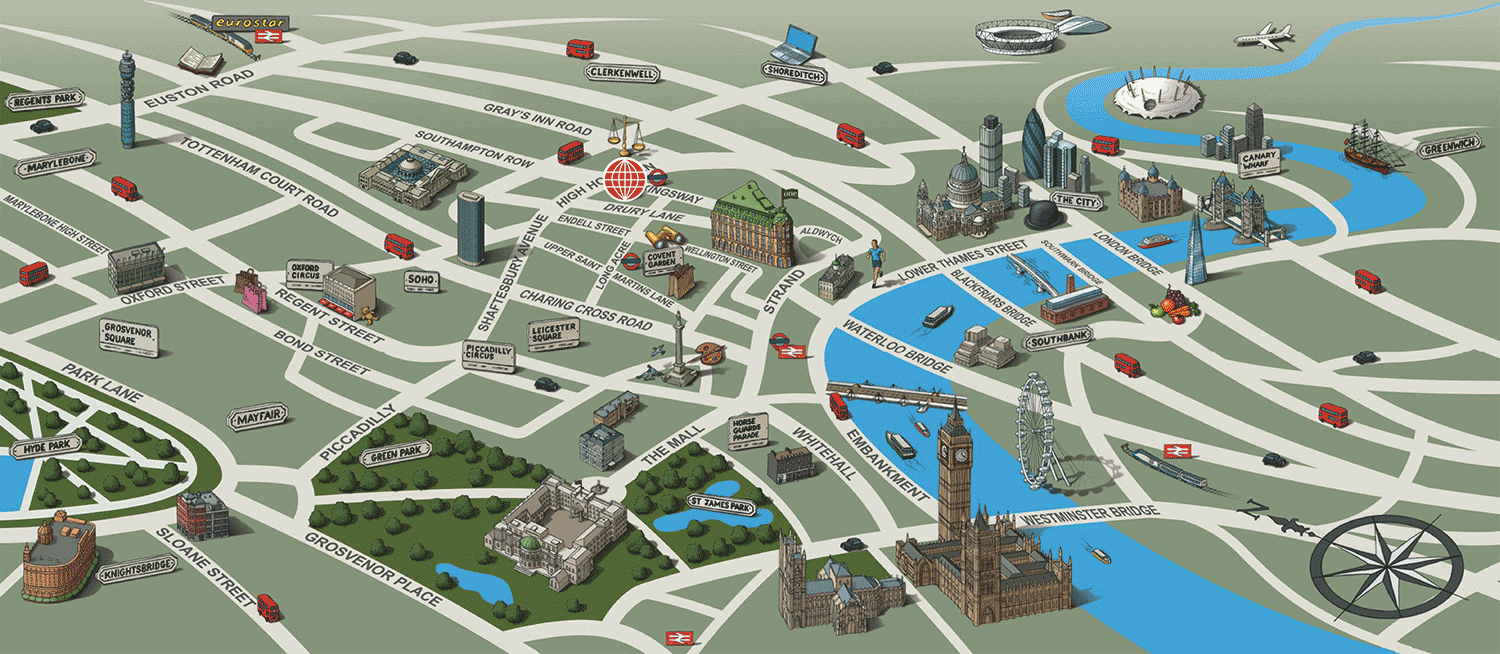 eurostar
REGENTS PARK
EUSTON ROAD
CLERKENWELL
SHOREDITCH
GRAY'S INN ROAD
SOUTHAMPTON ROW
MARYLEBONE
TOTTENHAM COURT ROAD
GREENWICH
CANARY
WHARF
THE CITY
one
DRURY LANE
ENDELL STREET
ALDWYCH
MARYLEBONE HIGH STREET
SHAFTESBURY AVENUE
UPPER SAINT MARTINS LANE
LONG ACRE
COVENT
GARDEN
WELLINGTON STREET
LOWER THAMES STREET
SOUTHWARK BRIDGE
LONDON BRIDGE
OXFORD
CIRCUS
SOHO
OXFORD STREET
REGENT STREET
CHARING CROSS ROAD
STRAND
BLACKFRIARS BRIDGE
GROSVENOR
SQUARE
BOND STREET
LEICESTER
SQUARE
PICCADILLY
CIRCUS
WATERLOO BRIDGE
SOUTHBANK
PARK LANE
MAYFAIR
HYDE PARK
PICCADILLY
GREEN PARK
THE MALL
HORSE
GUARDS
PARADE
WHITEHALL
EMBANKMENT
ST JAMES PARK
WESTMINSTER BRIDGE
N
KNIGHTSBRIDGE
SLOANE STREET
GROSVENOR PLACE